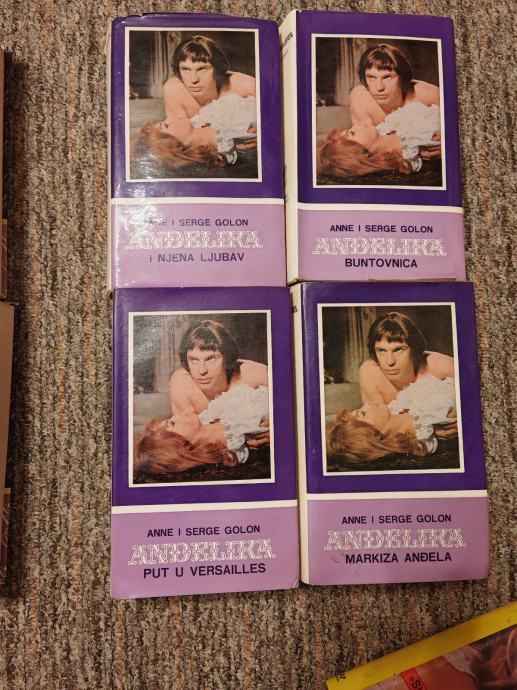 ANNE I SERGE GOLON
ANĐELIKA
I NJENA LJUBAV
ANNE I SERGE GOLON
ANĐELIKA
BUNTOVNICA
ANNE I SERGE GOLON
ANĐELIKA
PUT U VERSAILLES
ANNE I SERGE GOLON
ANĐELIKA
MARKIZA ANĐELA